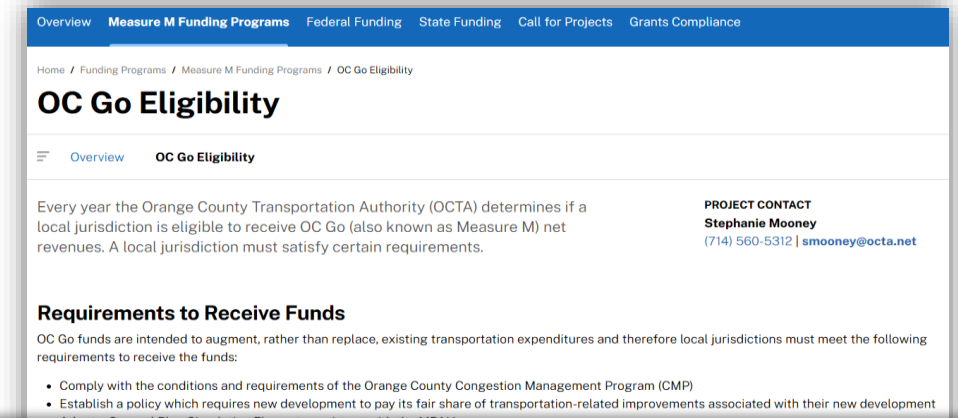 Overview Measure M Funding Programs Federal Funding State Funding Call for Projects Grants Compliance
Home / Funding Programs / Measure M Funding Programs / OC Go Eligibility
OC Go Eligibility
Overview OC Go Eligibility
Every year the Orange County Transportation Authority (OCTA) determines if a
local jurisdiction is eligible to receive OC Go (also known as Measure M) net
revenues. A local jurisdiction must satisfy certain requirements.
PROJECT CONTACT
Stephanie Mooney
(714) 560-5312 | smooney@octa.net
Requirements to Receive Funds
OC Go funds are intended to augment, rather than replace, existing transportation expenditures and therefore local jurisdictions must meet the following
requirements to receive the funds:
• Comply with the conditions and requirements of the Orange County Congestion Management Program (CMP)
• Establish a policy which requires new development to pay its fair share of transportation-related improvements associated with their new development